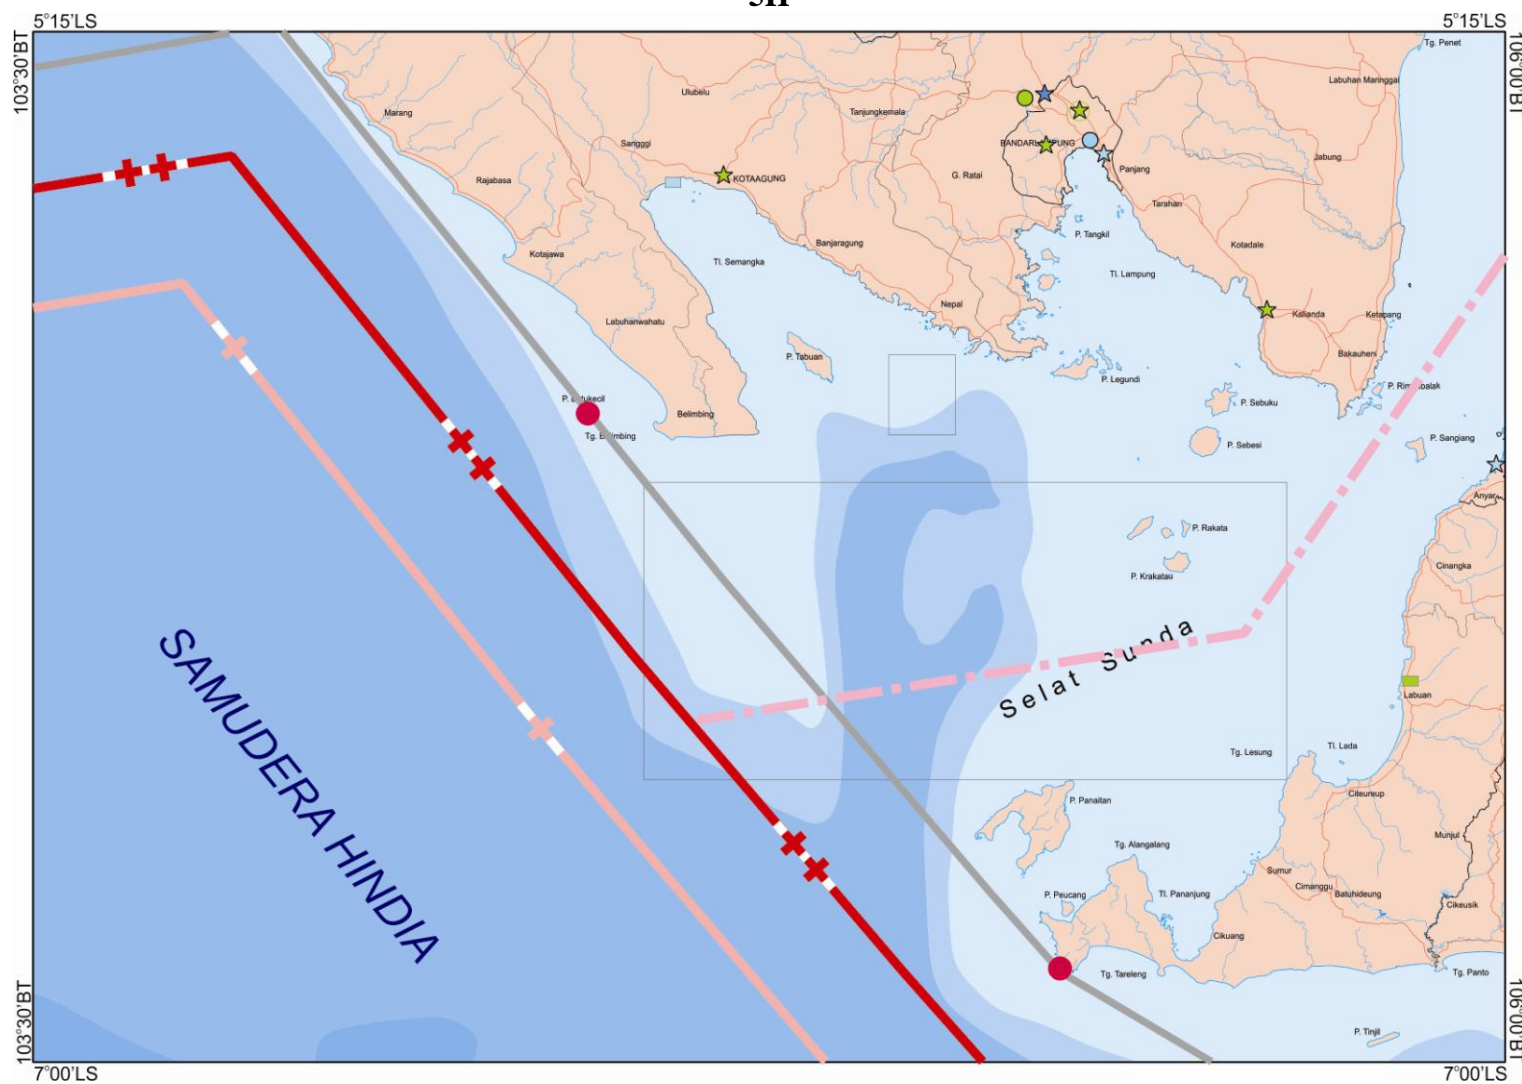 5°15'LS
5°15'LS
103°30'BT
106°00'BT
Tg. Penet
Labuhan Maringgai
Ulubelu
Marang
Tanjungkemala
Sangggi
BANDARLAMPUNG
Jabung
Rajabasa
KOTAAGUNG
G. Ratai
Panjang
Tarahan
P. Tangkil
Banjaragung
Kotadale
Kotajawa
Tl. Semangka
Tl. Lampung
Nepal
Labuhanwahatu
Kalianda
Ketapang
P. Tabuan
Bakauheni
P. Legundi
P. Batukecil
P. Sebuku
Belimbing
Tg. Belimbing
P. Sebesi
P. Sangiang
Anyar
P. Rakata
Cinangka
P. Krakatau
Selat Sunda
SAMUDERA HINDIA
Labuan
Tg. Lesung
Tl. Lada
Citeureup
P. Panaitan
Munjul
Tg. Alangalang
Sumur
Cimanggu
Batuhideung
P. Peucang
Tl. Pananjung
Cikeusik
Cikuang
Tg. Tareleng
Tg. Panto
P. Tinjil
103°30'BT
106°00'BT
7°00'LS
7°00'LS